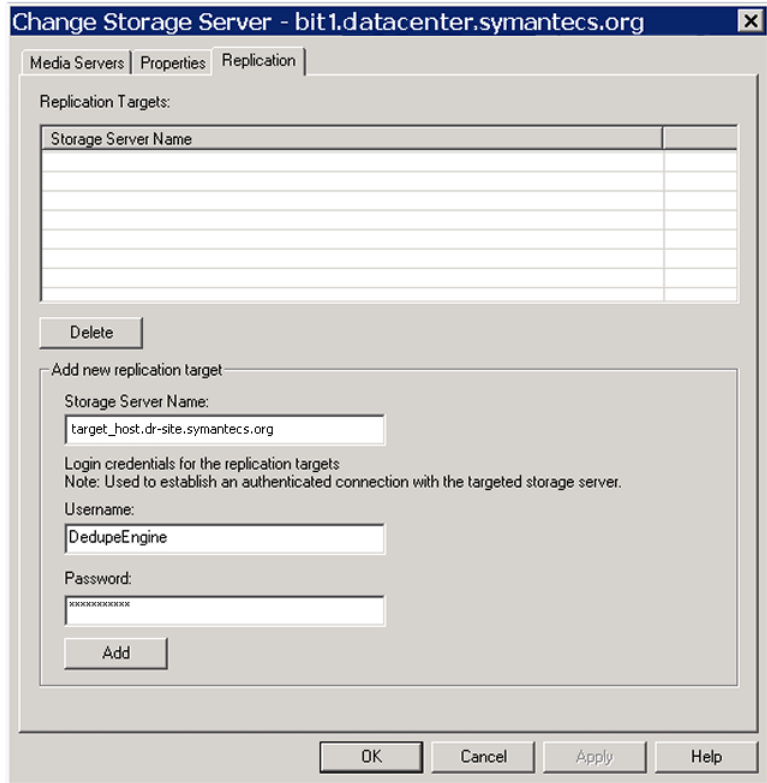 Change Storage Server - bit1.datacenter.symantecs.org
Media Servers Properties Replication
Replication Targets:
Storage Server Name
Delete
Add new replication target
Storage Server Name:
target_host.dr-site.symantecs.org
Login credentials for the replication targets
Note: Used to establish an authenticated connection with the targeted storage server.
Username:
DedupeEngine
Password:
xxxxxxxxxxx
Add
OK Cancel Apply Help